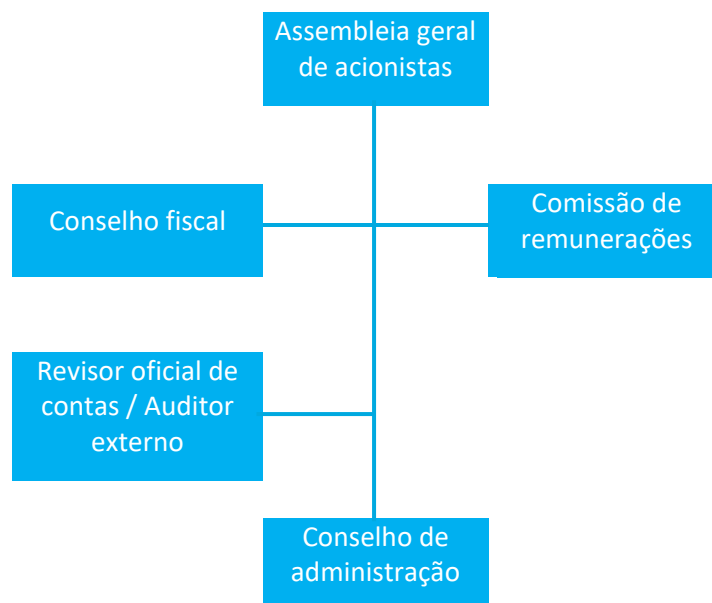 Assembleia geral
de acionistas
Conselho fiscal
Comissão de
remunerações
Revisor oficial de
contas / Auditor
externo
Conselho de
administração